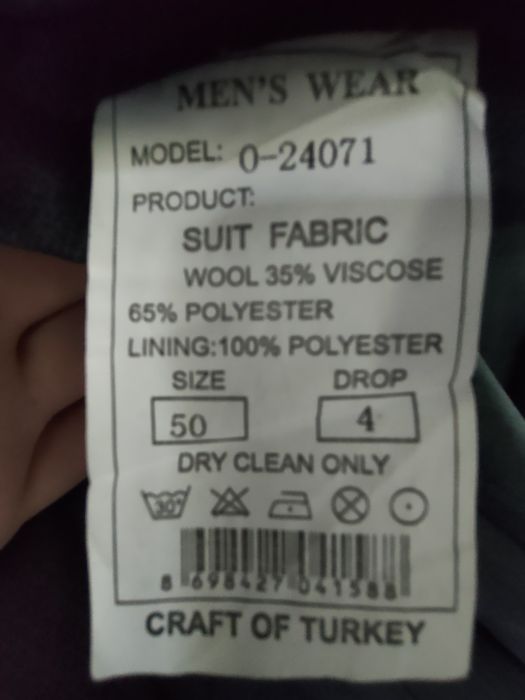 MEN'S WEAR
MODEL: 0-24071
PRODUCT:
SUIT FABRIC
WOOL 35% VISCOSE
65% POLYESTER
LINING:100% POLYESTER
SIZE DROP
50 4
DRY CLEAN ONLY
30°
8 698427 041588
CRAFT OF TURKEY